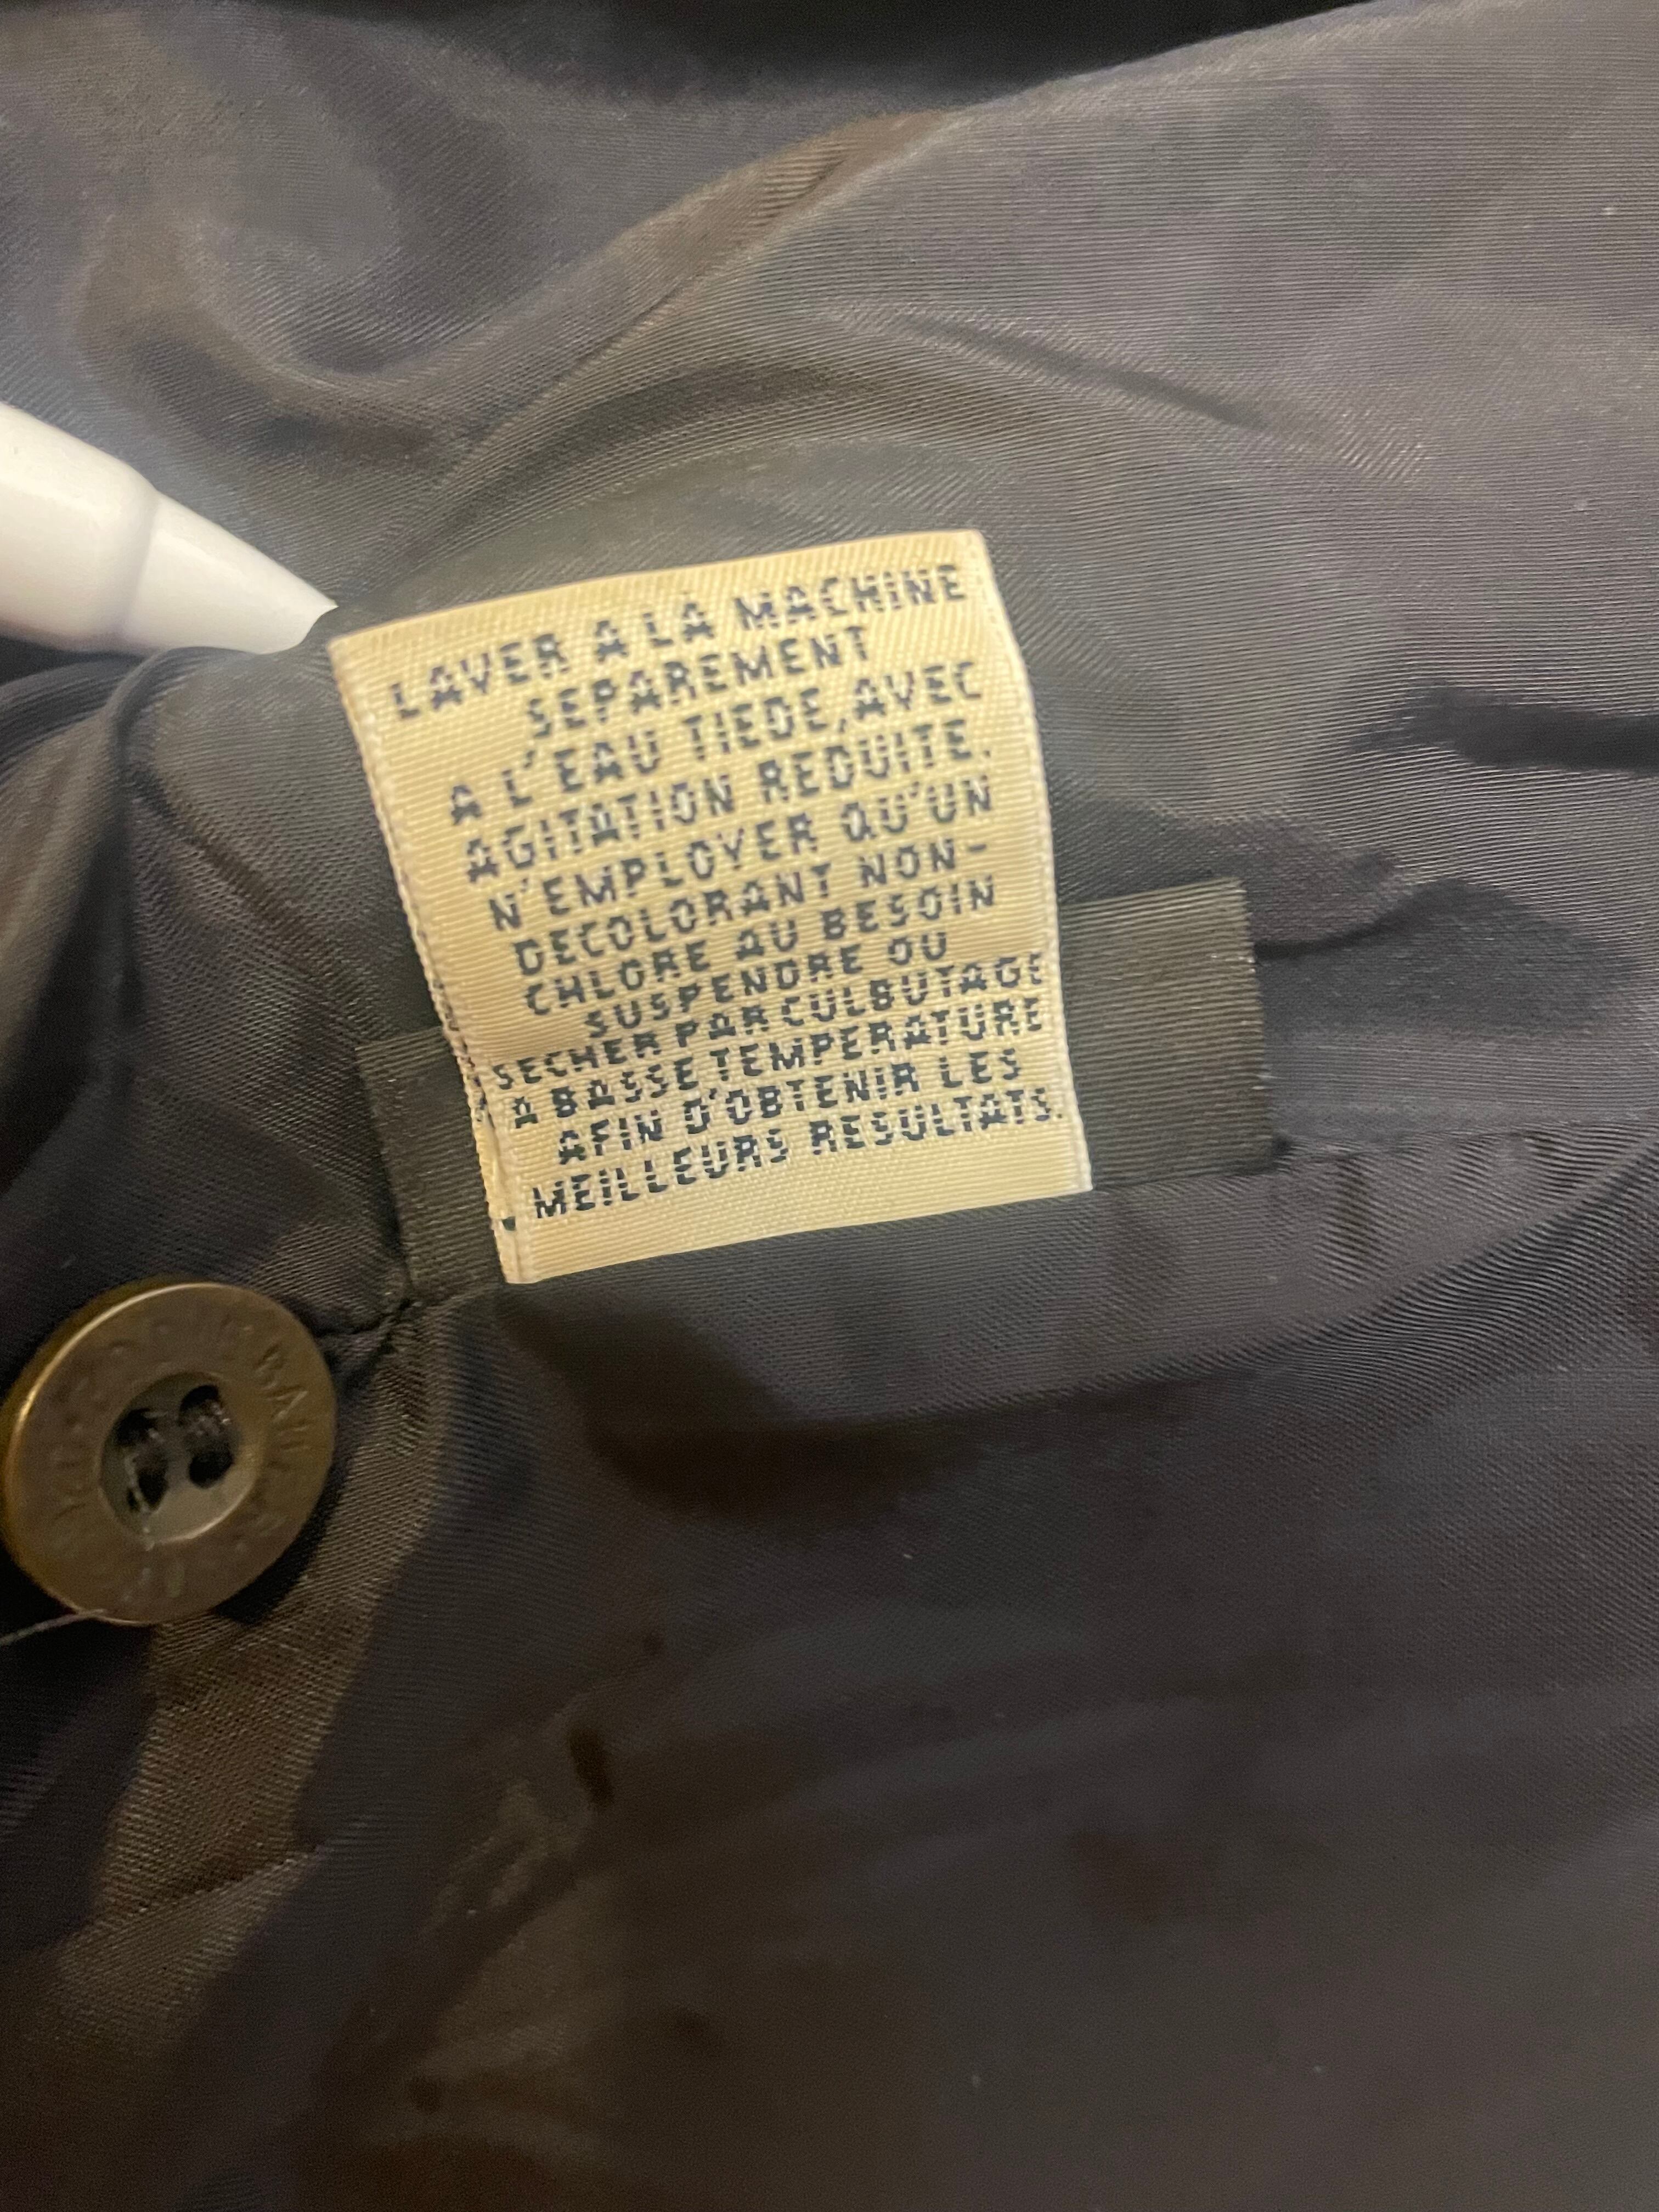 LAVER A LA MACHINE
SEPAREMENT
A L'EAU TIEDE, AVEC
AGITATION REDUITE.
N'EMPLOYER QU'UN
DECOLORANT NON-
CHLORE AU BESOIN
SUSPENDRE OU
SECHER PAR CULBUTAGE
A BASSE TEMPERATURE
AFIN D'OBTENIR LES
MEILLEURS RESULTATS.